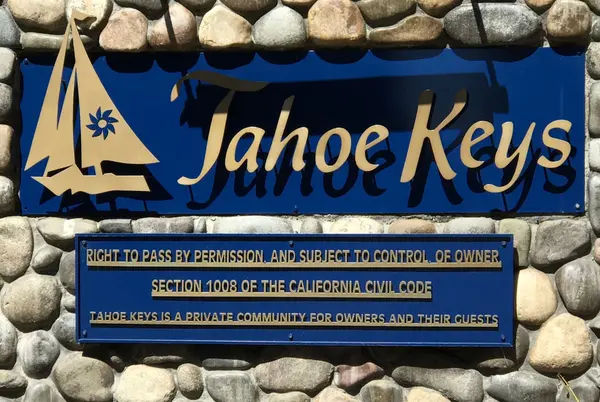 Tahoe Keys
RIGHT TO PASS BY PERMISSION, AND SUBJECT TO CONTROL OF OWNER
SECTION 1008 OF THE CALIFORNIA CIVIL CODE
TAHOE KEYS IS A PRIVATE COMMUNITY FOR OWNERS AND THEIR GUESTS